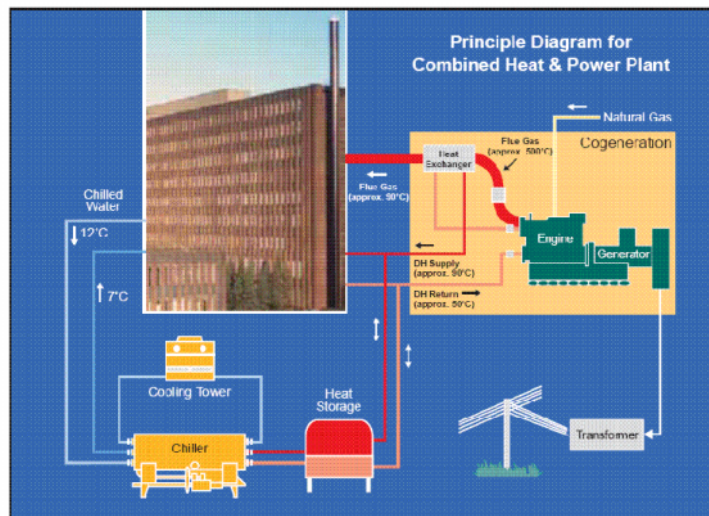 Principle Diagram for
Combined Heat & Power Plant
Natural Gas
Cogeneration
Flue Gas
(approx. 500°C)
Heat
Exchanger
Flue Gas
(approx. 90°C)
Chilled
Water
12°C
7°C
Engine
Generator
DH Supply
(approx. 90°C)
DH Return
(approx. 50°C)
Cooling Tower
Heat
Storage
Chiller
Transformer